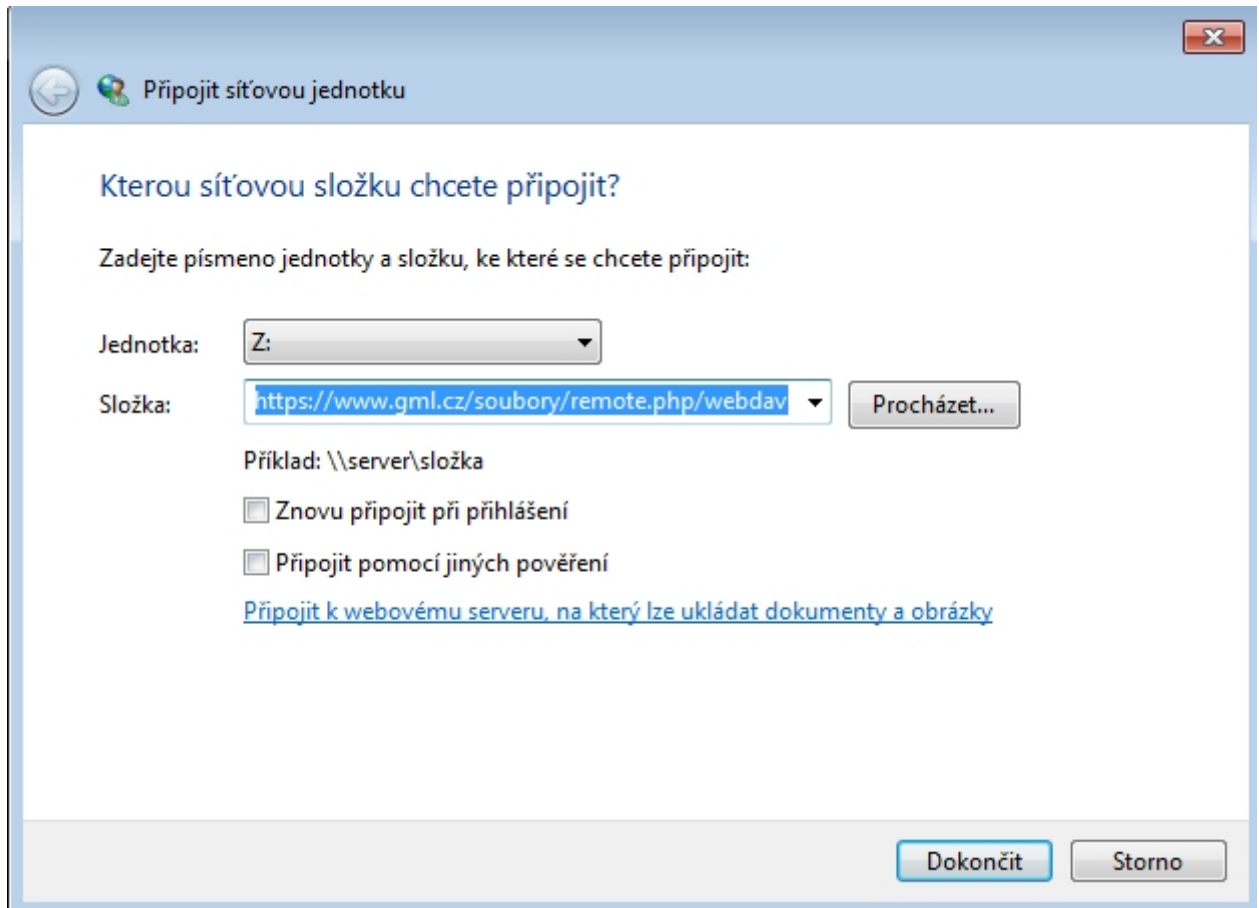 Připojit síťovou jednotku
Kterou síťovou složku chcete připojit?
Zadejte písmeno jednotky a složku, ke které se chcete připojit:
Jednotka: Z:
Složka: https://www.gml.cz/soubory/remote.php/webdav Procházet...
Příklad: \\server\složka
Znovu připojit při přihlášení
Připojit pomocí jiných pověření
Připojit k webovému serveru, na který lze ukládat dokumenty a obrázky
Dokončit Storno